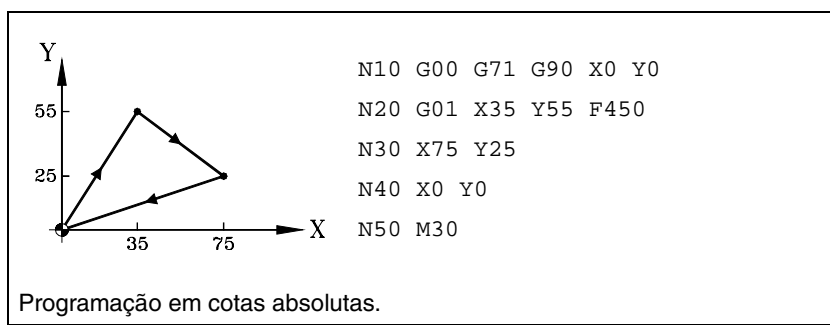 Y
55
25
35
75
X
N10 G00 G71 G90 X0 Y0
N20 G01 X35 Y55 F450
N30 X75 Y25
N40 X0 Y0
N50 M30
Programação em cotas absolutas.